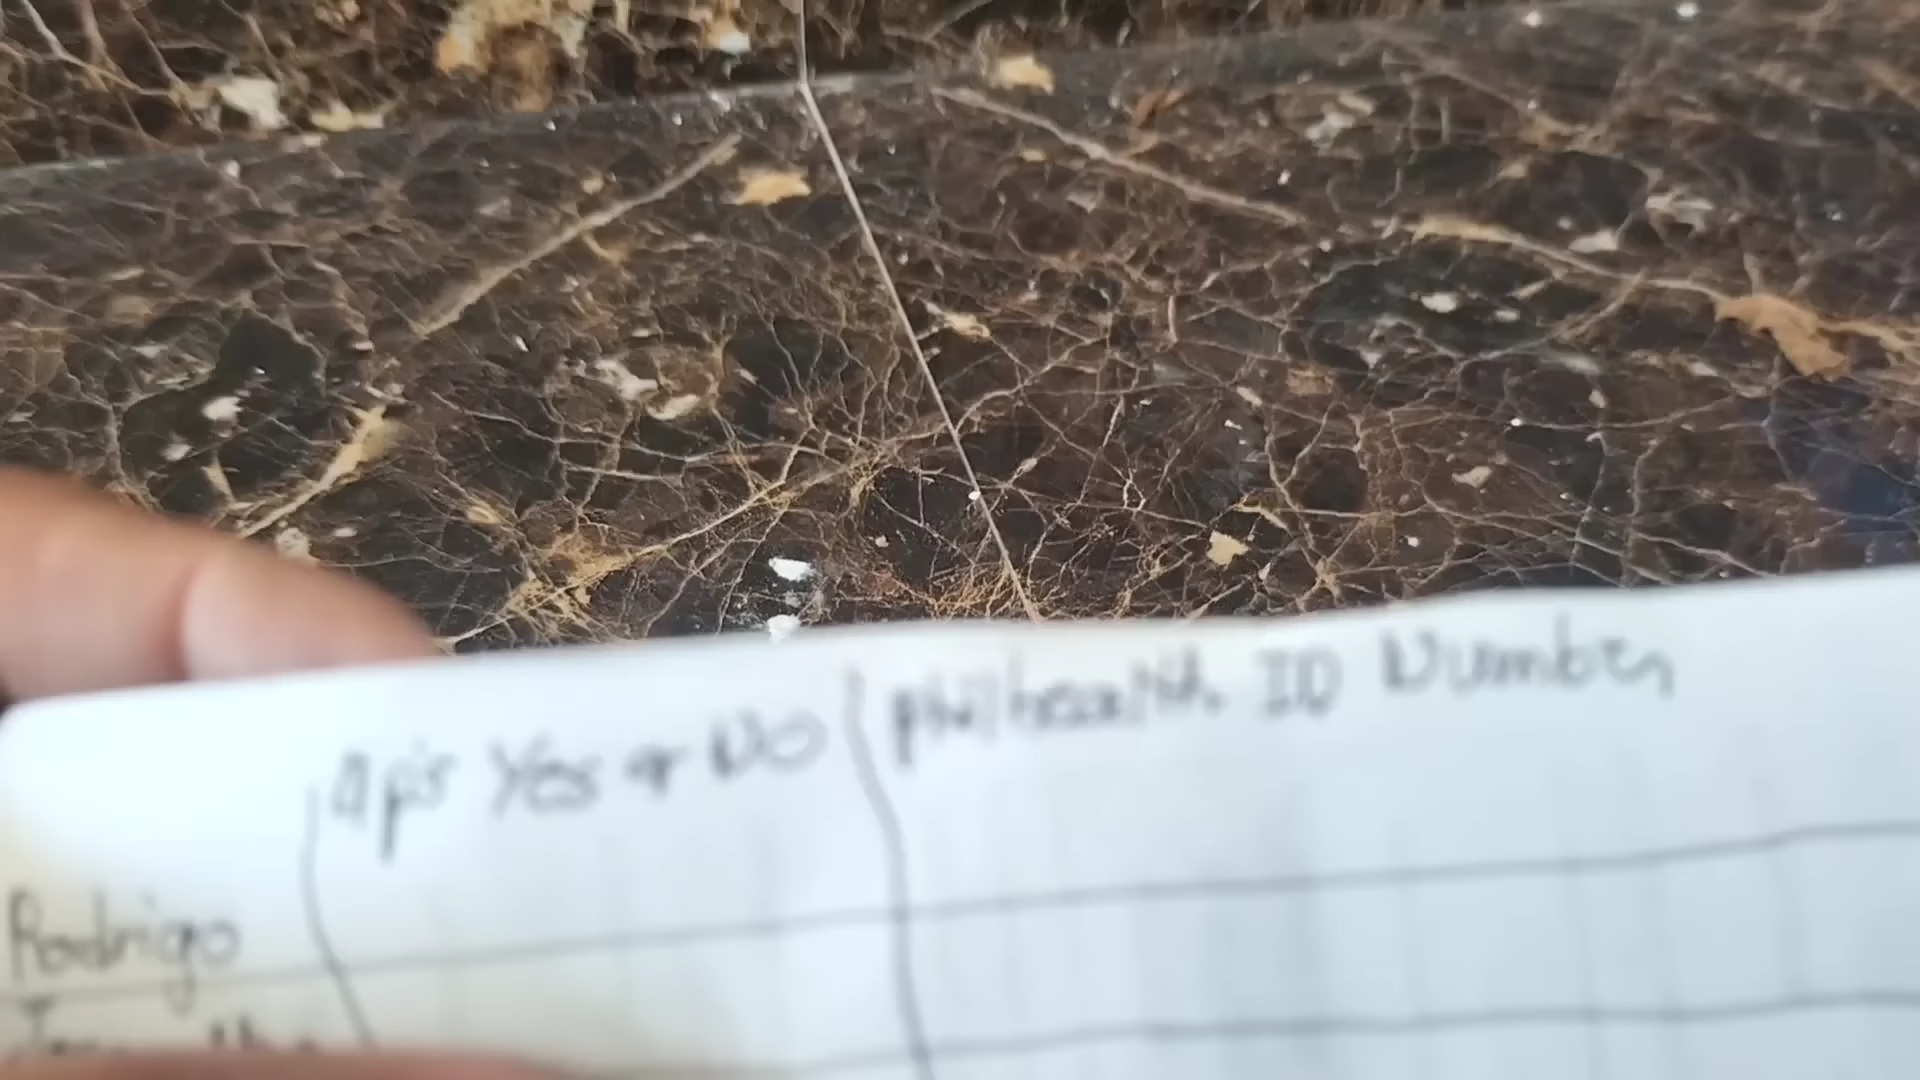 4p's Yes or No
Philhealth ID Number
Rodrigo